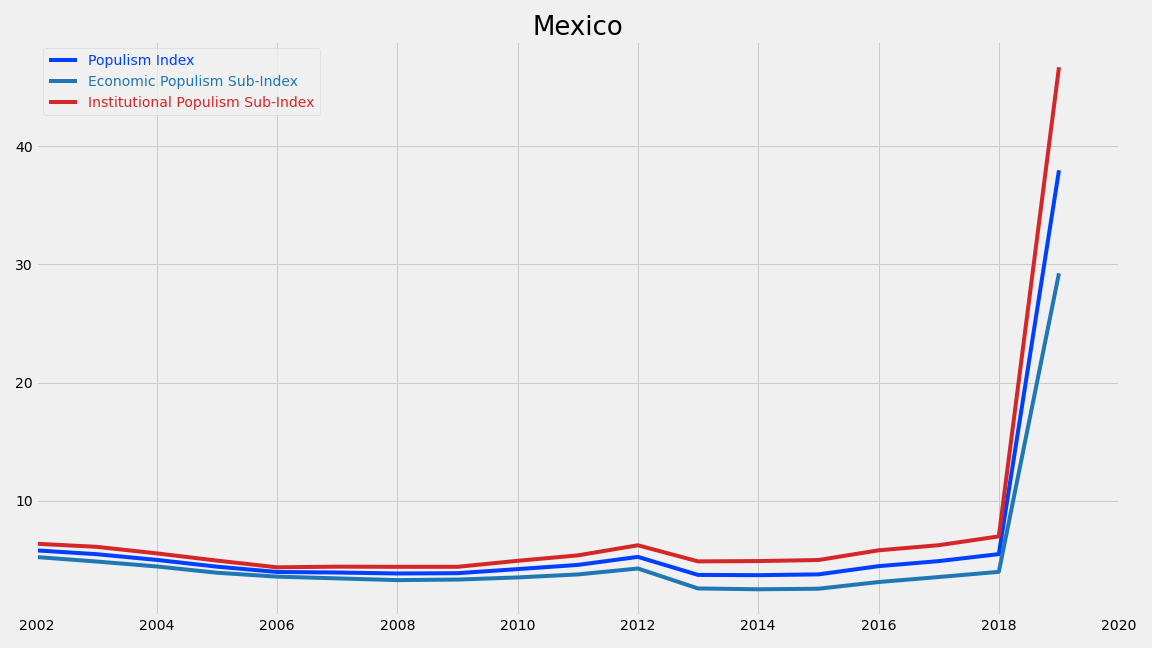 Mexico
Populism Index
Economic Populism Sub-Index
Institutional Populism Sub-Index
40
30
20
10
2002 2004 2006 2008 2010 2012 2014 2016 2018 2020